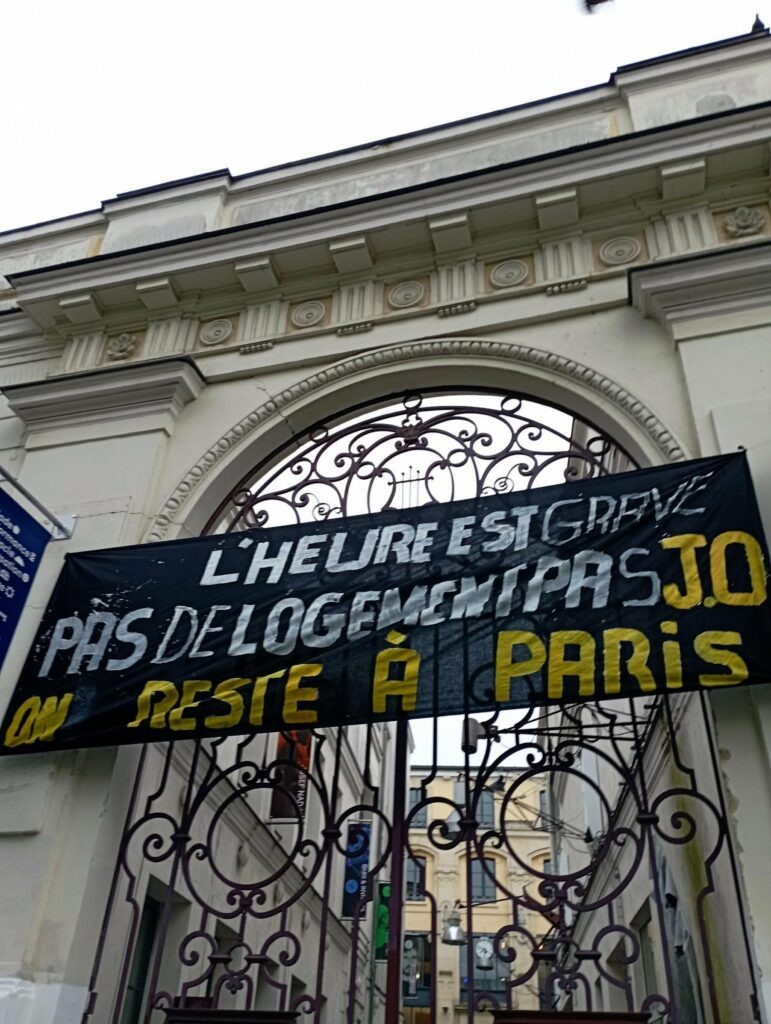 L'HEURE EST GRAVE
PAS DE LOGEMENT PAS J.O
ON RESTE À PARIS